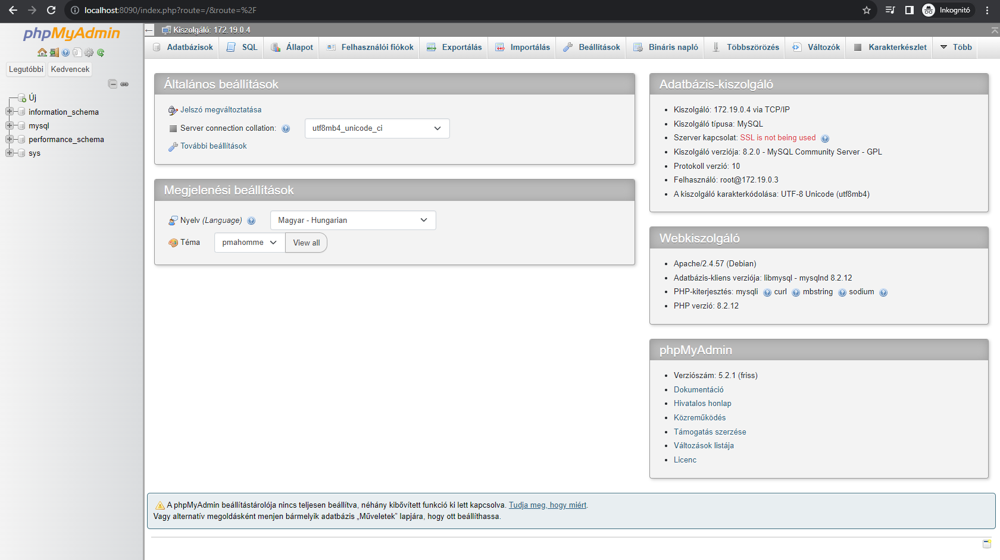 localhost:8090/index.php?route=/&route=%2F
Inkognitó
phpMyAdmin
Legutóbbi
Kedvencek
Új
information_schema
mysql
performance_schema
sys
Kiszolgáló: 172.19.0.4
Adatbázisok
SQL
Állapot
Felhasználói fiókok
Exportálás
Importálás
Beállítások
Bináris napló
Többszörözés
Változók
Karakterkészlet
Több
Általános beállítások
Jelszó megváltoztatása
Server connection collation:
utf8mb4_unicode_ci
További beállítások
Megjelenési beállítások
Nyelv (Language)
Magyar - Hungarian
Téma
pmahomme
View all
Adatbázis-kiszolgáló
Kiszolgáló: 172.19.0.4 via TCP/IP
Kiszolgáló típusa: MySQL
Szerver kapcsolat: SSL is not being used
Kiszolgáló verziója: 8.2.0 - MySQL Community Server - GPL
Protokoll verzió: 10
Felhasználó: root@172.19.0.3
A kiszolgáló karakterkódolása: UTF-8 Unicode (utf8mb4)
Webkiszolgáló
Apache/2.4.57 (Debian)
Adatbázis-kliens verziója: libmysql - mysqlnd 8.2.12
PHP-kiterjesztés: mysqli curl mbstring sodium
PHP verzió: 8.2.12
phpMyAdmin
Verziószám: 5.2.1 (friss)
Dokumentáció
Hivatalos honlap
Közreműködés
Támogatás szerzése
Változások listája
Licenc
A phpMyAdmin beállítástárolója nincs teljesen beállítva, néhány kibővített funkció ki lett kapcsolva. Tudja meg, hogy miért.
Vagy alternatív megoldásként menjen bármelyik adatbázis „Műveletek” lapjára, hogy ott beállíthassa.